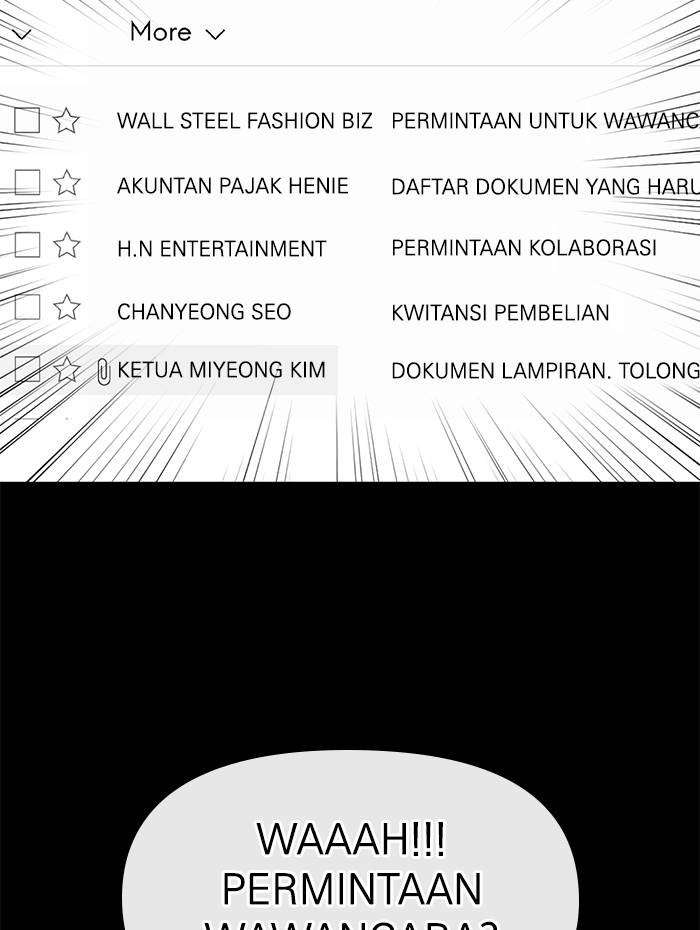 More
WALL STEEL FASHION BIZ PERMINTAAN UNTUK WAWANC
AKUNTAN PAJAK HENIE DAFTAR DOKUMEN YANG HARU
H.N ENTERTAINMENT PERMINTAAN KOLABORASI
CHANYEONG SEO KWITANSI PEMBELIAN
KETUA MIYEONG KIM DOKUMEN LAMPIRAN. TOLONG
WAAAH!!!
PERMINTAAN
WAWANCARA?